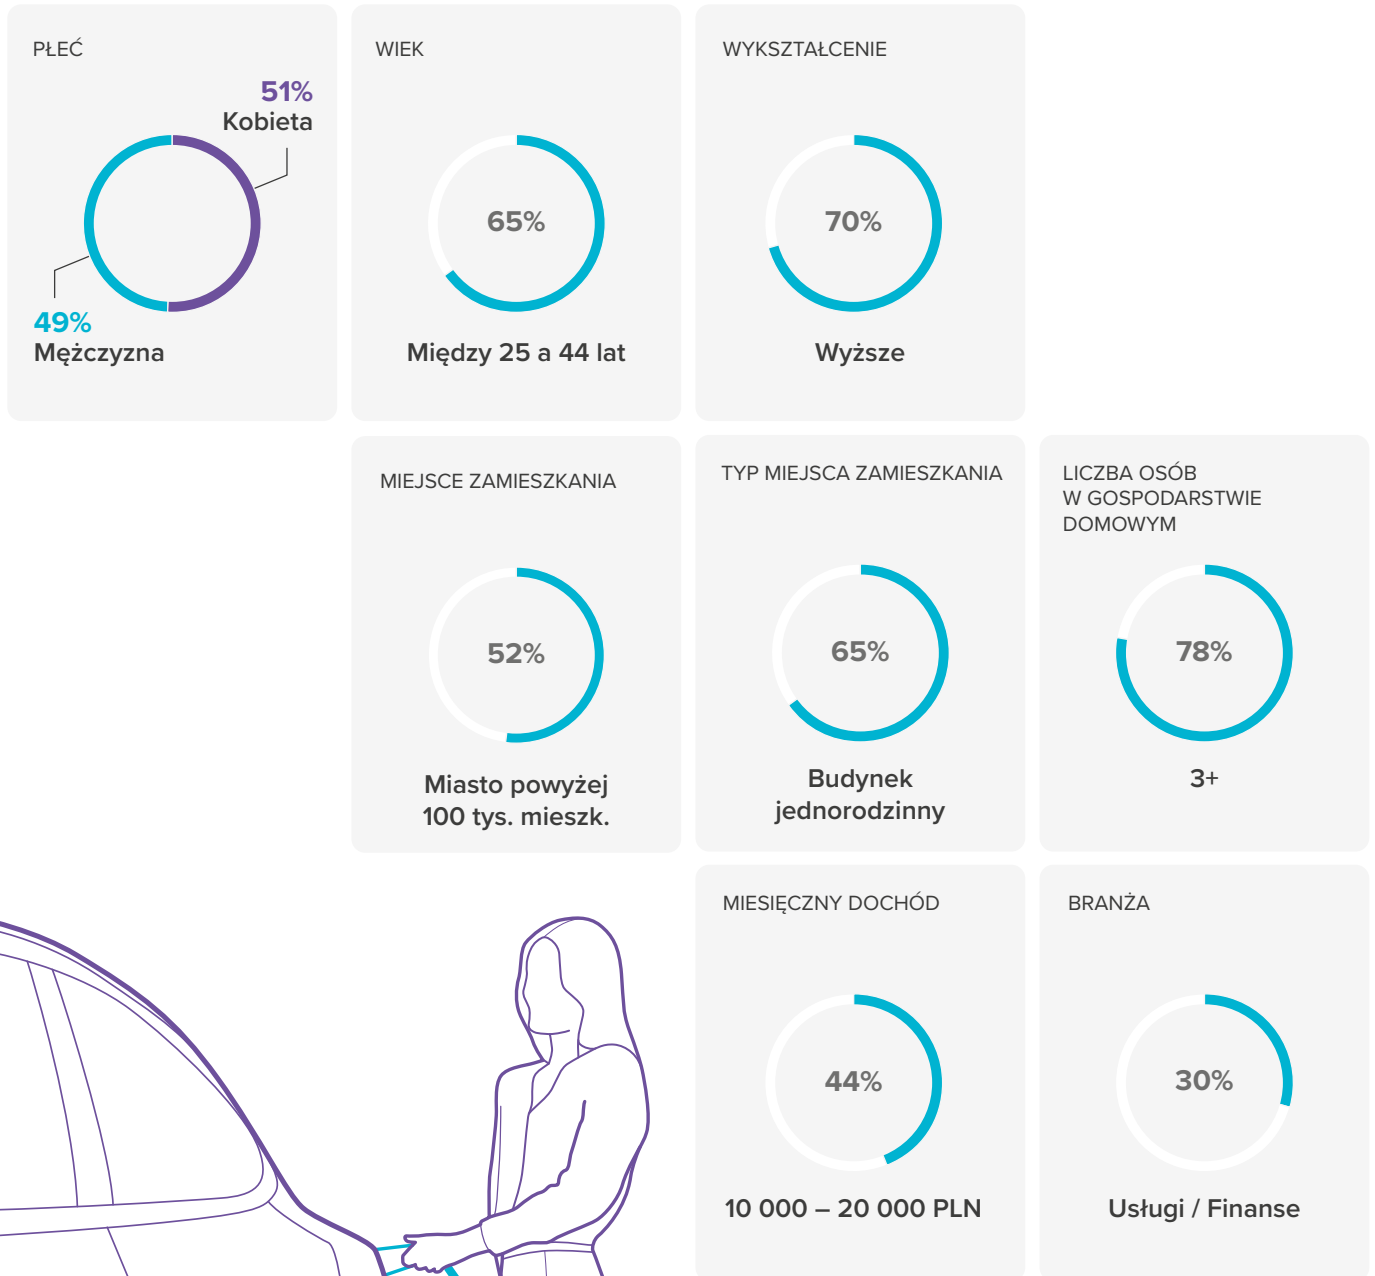 PŁEĆ
51%
Kobieta
49%
Mężczyzna
WIEK
65%
Między 25 a 44 lat
WYKSZTAŁCENIE
70%
Wyższe
MIEJSCE ZAMIESZKANIA
52%
Miasto powyżej
100 tys. mieszk.
TYP MIEJSCA ZAMIESZKANIA
65%
Budynek
jednorodzinny
LICZBA OSÓB
W GOSPODARSTWIE
DOMOWYM
78%
3+
MIESIĘCZNY DOCHÓD
44%
10 000 – 20 000 PLN
BRANŻA
30%
Usługi / Finanse